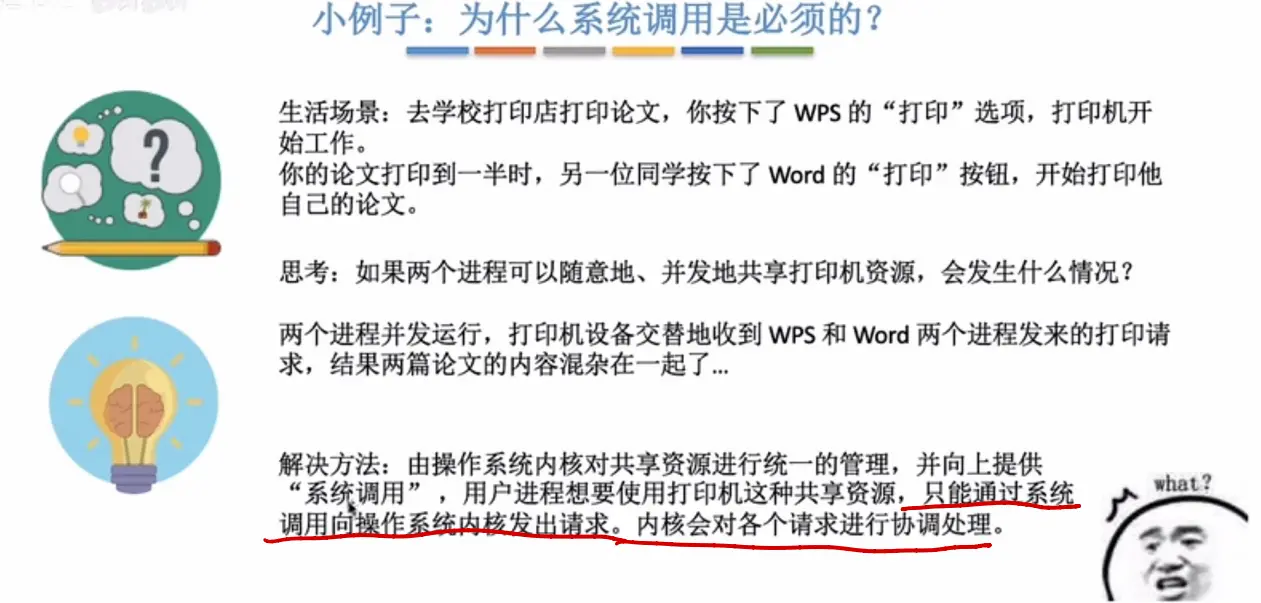 小例子：为什么系统调用是必须的？
生活场景：去学校打印店打印论文，你按下了 WPS 的“打印”选项，打印机开
始工作。
你的论文打印到一半时，另一位同学按下了 Word 的“打印”按钮，开始打印他
自己的论文。
思考：如果两个进程可以随意地、并发地共享打印机资源，会发生什么情况？
两个进程并发运行，打印机设备交替地收到 WPS 和 Word 两个进程发来的打印请
求，结果两篇论文的内容混杂在一起了...
解决方法：由操作系统内核对共享资源进行统一的管理，并向上提供
“系统调用”，用户进程想要使用打印机这种共享资源，只能通过系统
调用向操作系统内核发出请求。内核会对各个请求进行协调处理。
what?